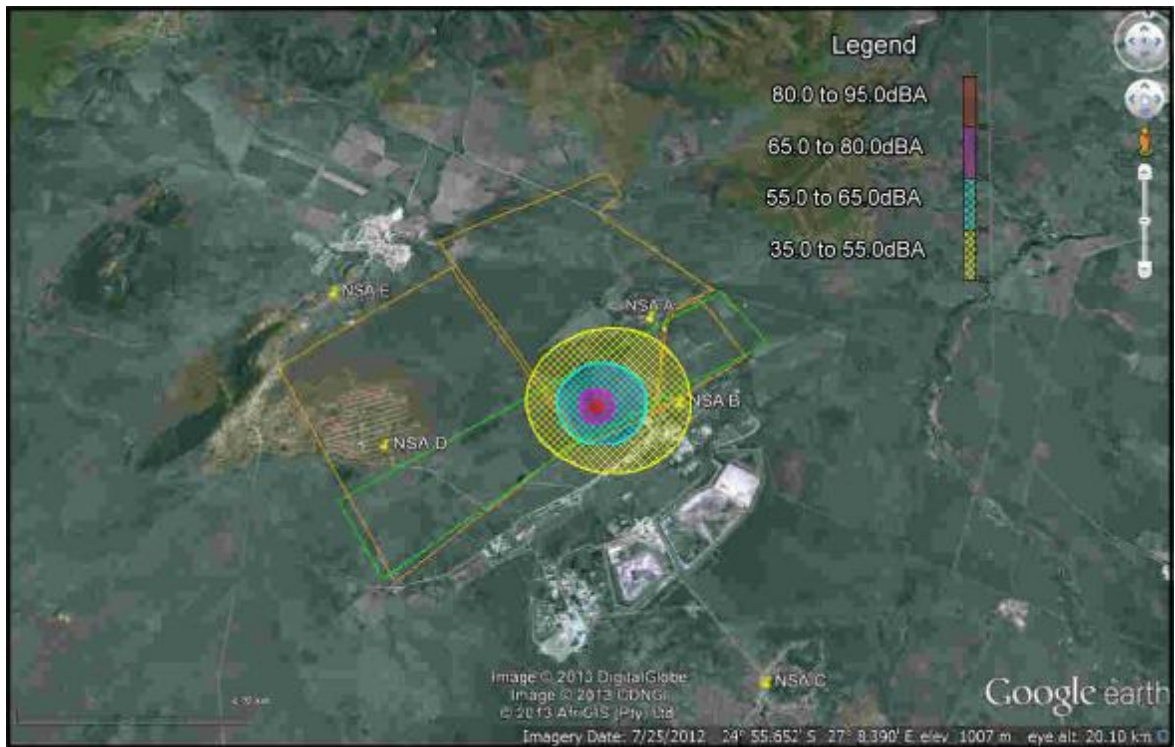 Legend
80.0 to 95.0dBA
65.0 to 80.0dBA
55.0 to 65.0dBA
35.0 to 55.0dBA
NSA E
NSA A
NSA B
NSA D
NSA C
Image © 2013 DigitalGlobe
Image © 2013 CDNGI
© 2013 AfriGIS (Pty) Ltd
Google earth
Imagery Date: 7/25/2012 24° 55.652' S 27° 8.390' E elev 1007 m eye alt 20.10 km